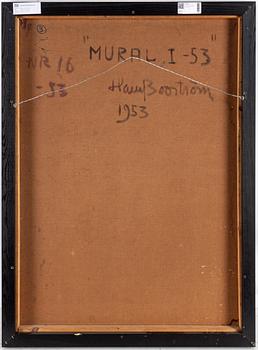 "MURAL. I-53"
NR 16
-53
Hans Boström
1953